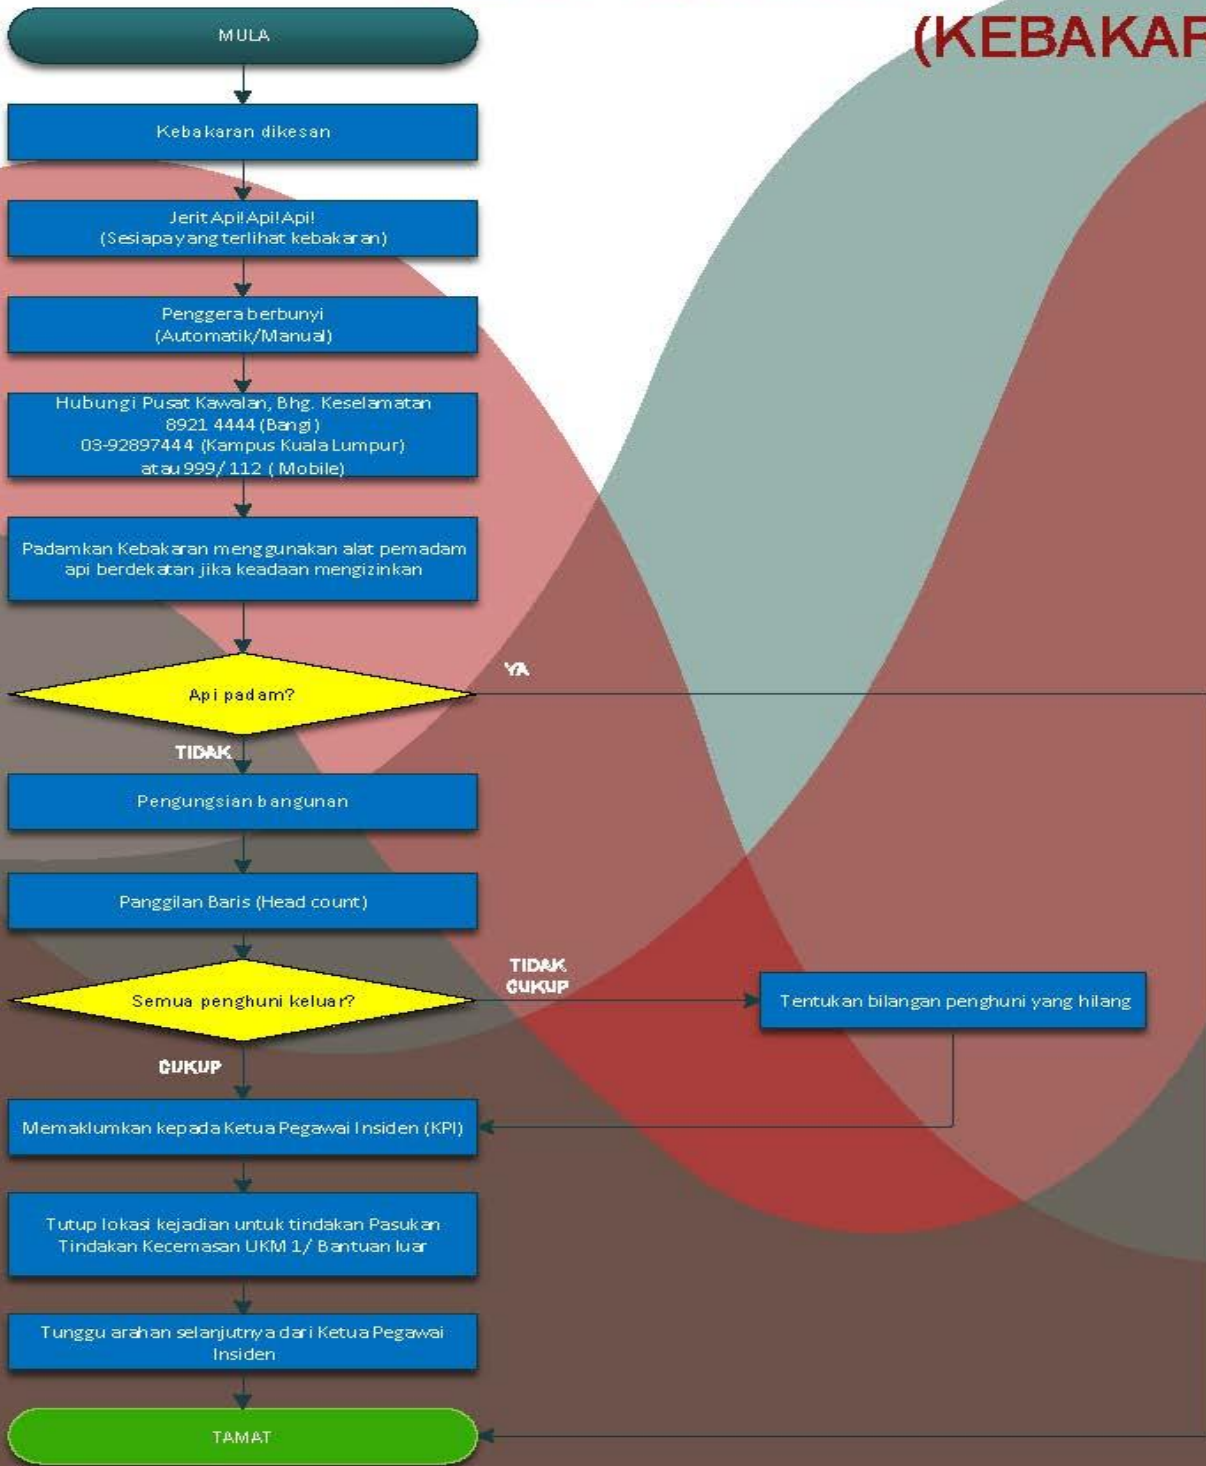 (KEBAKAR
MULA
Kebakaran dikesan
Jerit Api!Api!Api!
(Sesiapa yang terlihat kebakaran)
Penggera berbunyi
(Automatik/Manual)
Hubungi Pusat Kawalan, Bhg. Keselamatan
8921 4444 (Bangi)
03-92897444 (Kampus Kuala Lumpur)
atau 999/ 112 ( Mobile)
Padamkan Kebakaran menggunakan alat pemadam
api berdekatan jika keadaan mengizinkan
Api padam?
YA
TIDAK
Pengungsian bangunan
Panggilan Baris (Head count)
Semua penghuni keluar?
TIDAK
CUKUP
Tentukan bilangan penghuni yang hilang
CUKUP
Memaklumkan kepada Ketua Pegawai Insiden (KPI)
Tutup lokasi kejadian untuk tindakan Pasukan
Tindakan Kecemasan UKM 1/ Bantuan luar
Tunggu arahan selanjutnya dari Ketua Pegawai
Insiden
TAMAT